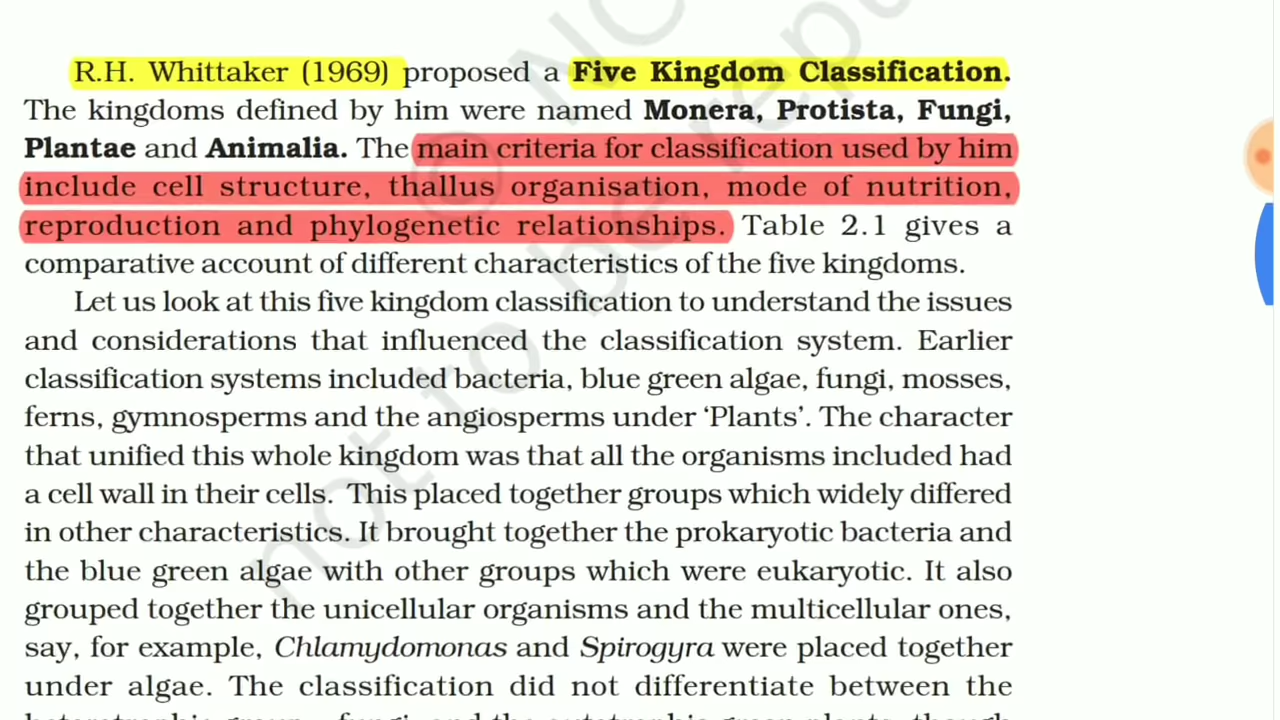 R.H. Whittaker (1969) proposed a Five Kingdom Classification.
The kingdoms defined by him were named Monera, Protista, Fungi,
Plantae and Animalia. The main criteria for classification used by him
include cell structure, thallus organisation, mode of nutrition,
reproduction and phylogenetic relationships. Table 2.1 gives a
comparative account of different characteristics of the five kingdoms.
Let us look at this five kingdom classification to understand the issues
and considerations that influenced the classification system. Earlier
classification systems included bacteria, blue green algae, fungi, mosses,
ferns, gymnosperms and the angiosperms under ‘Plants’. The character
that unified this whole kingdom was that all the organisms included had
a cell wall in their cells. This placed together groups which widely differed
in other characteristics. It brought together the prokaryotic bacteria and
the blue green algae with other groups which were eukaryotic. It also
grouped together the unicellular organisms and the multicellular ones,
say, for example, Chlamydomonas and Spirogyra were placed together
under algae. The classification did not differentiate between the
© NC
not to be repu